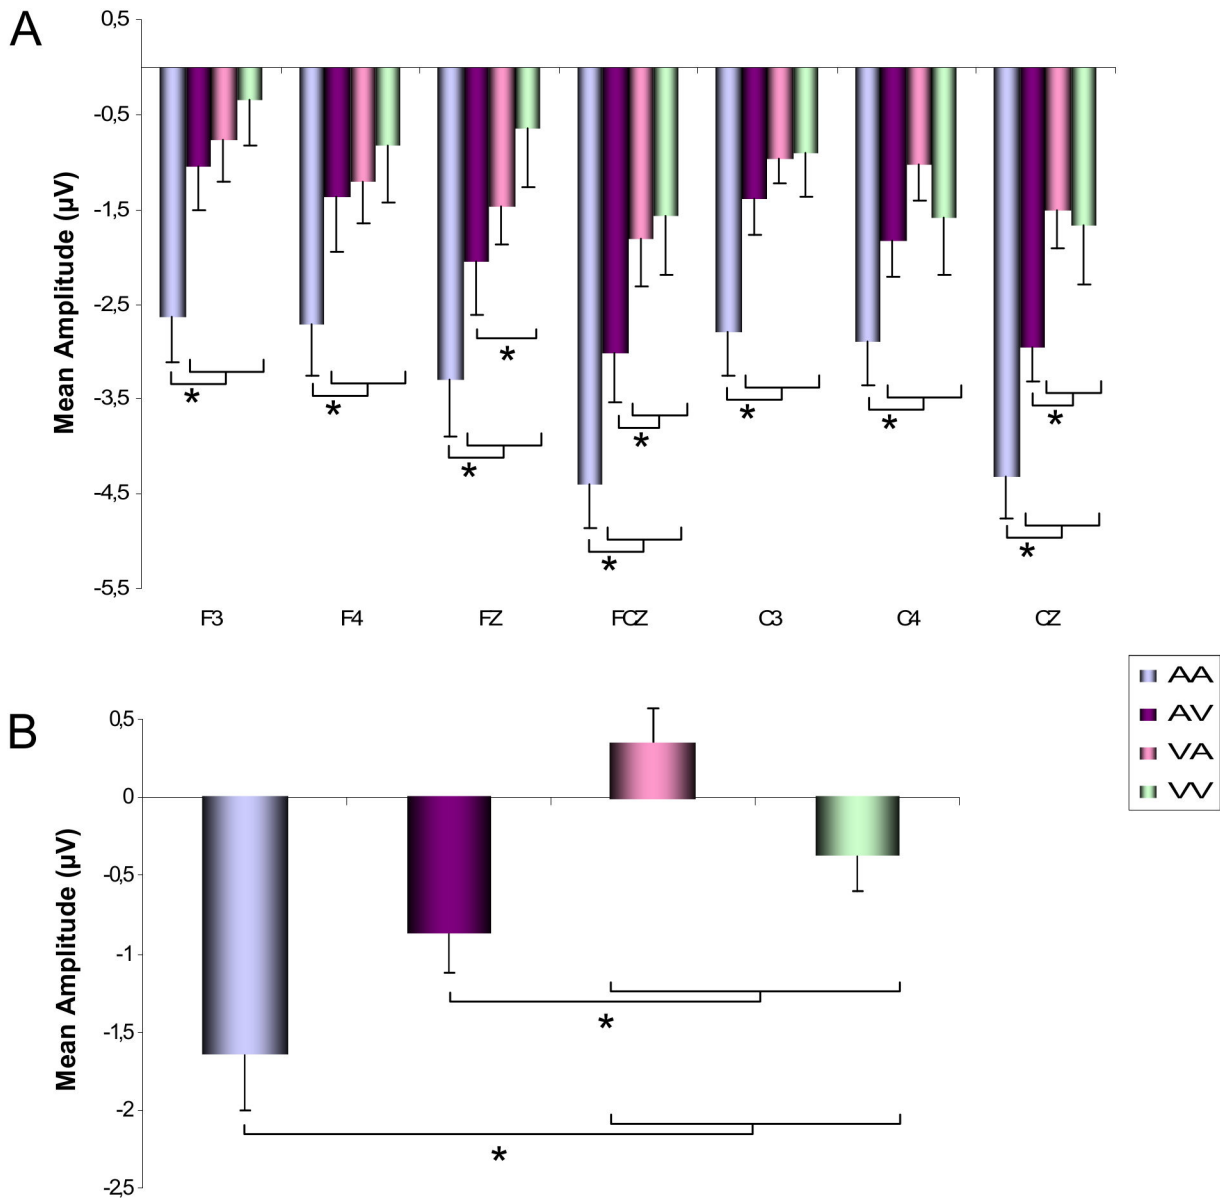 A
0,5
-0,5
-1,5
-2,5
-3,5
-4,5
-5,5
Mean Amplitude (µV)
*
*
*
*
*
*
*
*
*
*
F3 F4 FZ FCZ C3 C4 CZ
AA
AV
VA
VV
B
0,5
0
-0,5
-1
-1,5
-2
-2,5
Mean Amplitude (µV)
*
*